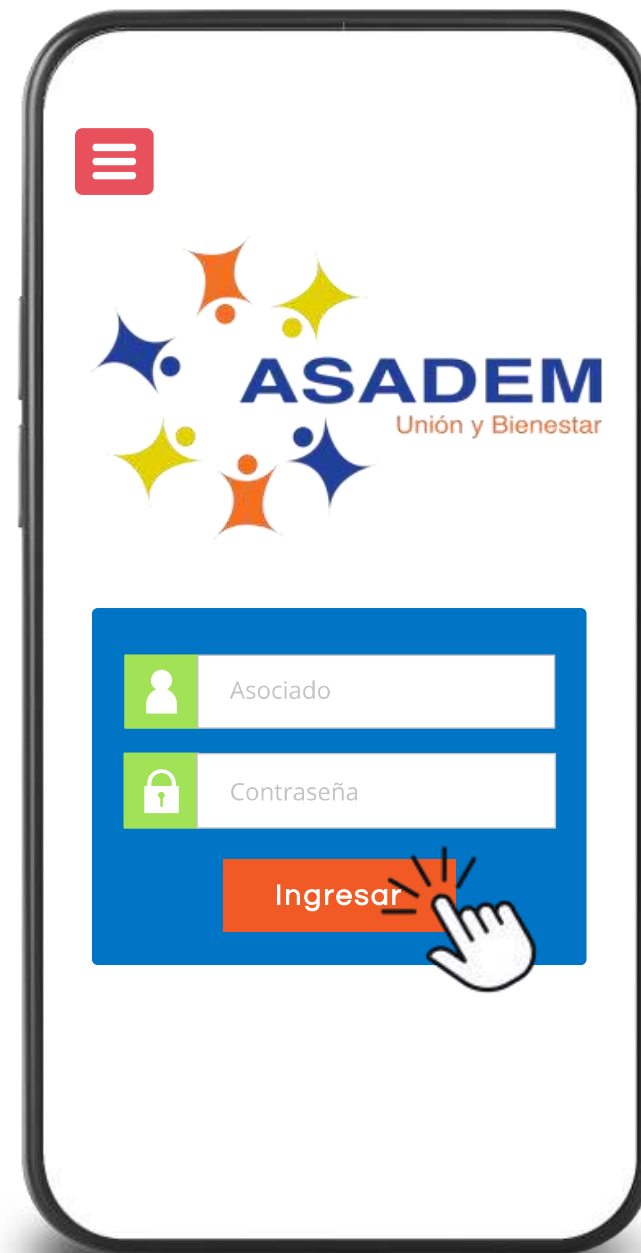 ASADEM
Unión y Bienestar
Asociado
Contraseña
Ingresar